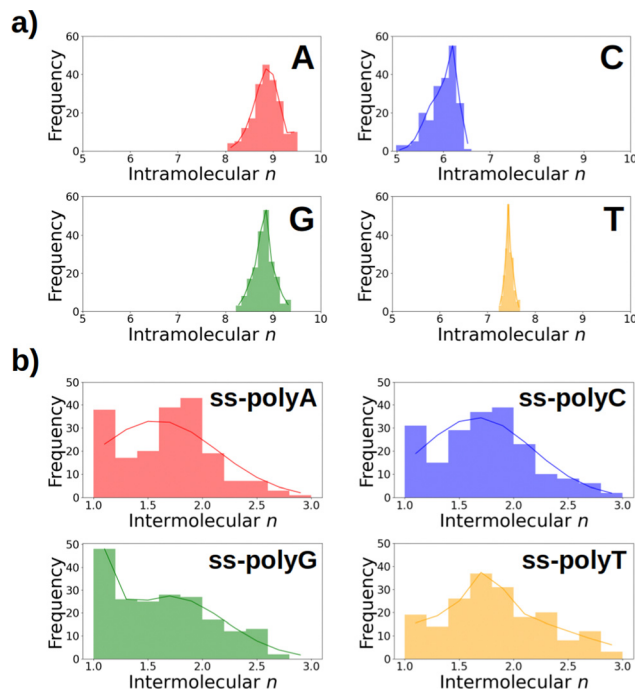 a)
A
C
60
40
20
0
Frequency
5 6 7 8 9 10
Intramolecular n
60
40
20
0
Frequency
5 6 7 8 9 10
Intramolecular n
G
T
60
40
20
0
Frequency
5 6 7 8 9 10
Intramolecular n
60
40
20
0
Frequency
5 6 7 8 9 10
Intramolecular n
b)
ss-polyA
50
40
30
20
10
0
Frequency
1.0 1.5 2.0 2.5 3.0
Intermolecular n
ss-polyC
50
40
30
20
10
0
Frequency
1.0 1.5 2.0 2.5 3.0
Intermolecular n
ss-polyG
50
40
30
20
10
0
Frequency
1.0 1.5 2.0 2.5 3.0
Intermolecular n
ss-polyT
50
40
30
20
10
0
Frequency
1.0 1.5 2.0 2.5 3.0
Intermolecular n